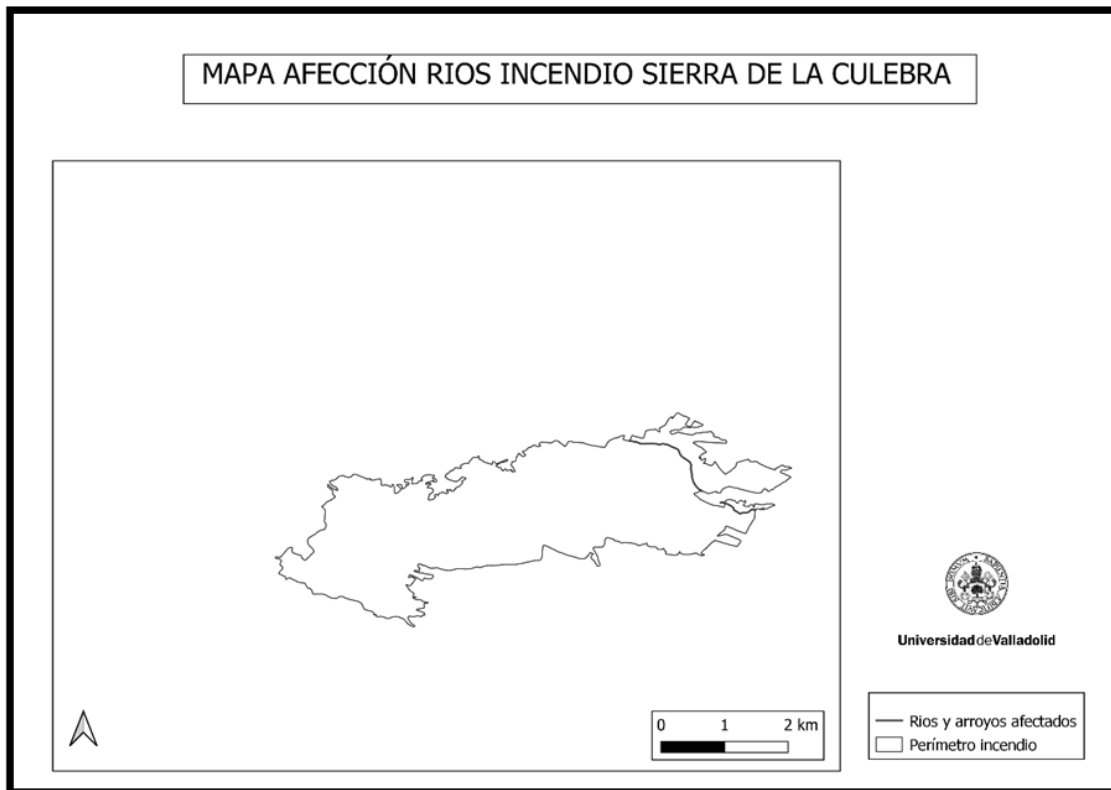 MAPA AFECCIÓN RIOS INCENDIO SIERRA DE LA CULEBRA
Universidad de Valladolid
0 1 2 km
Rios y arroyos afectados
Perímetro incendio